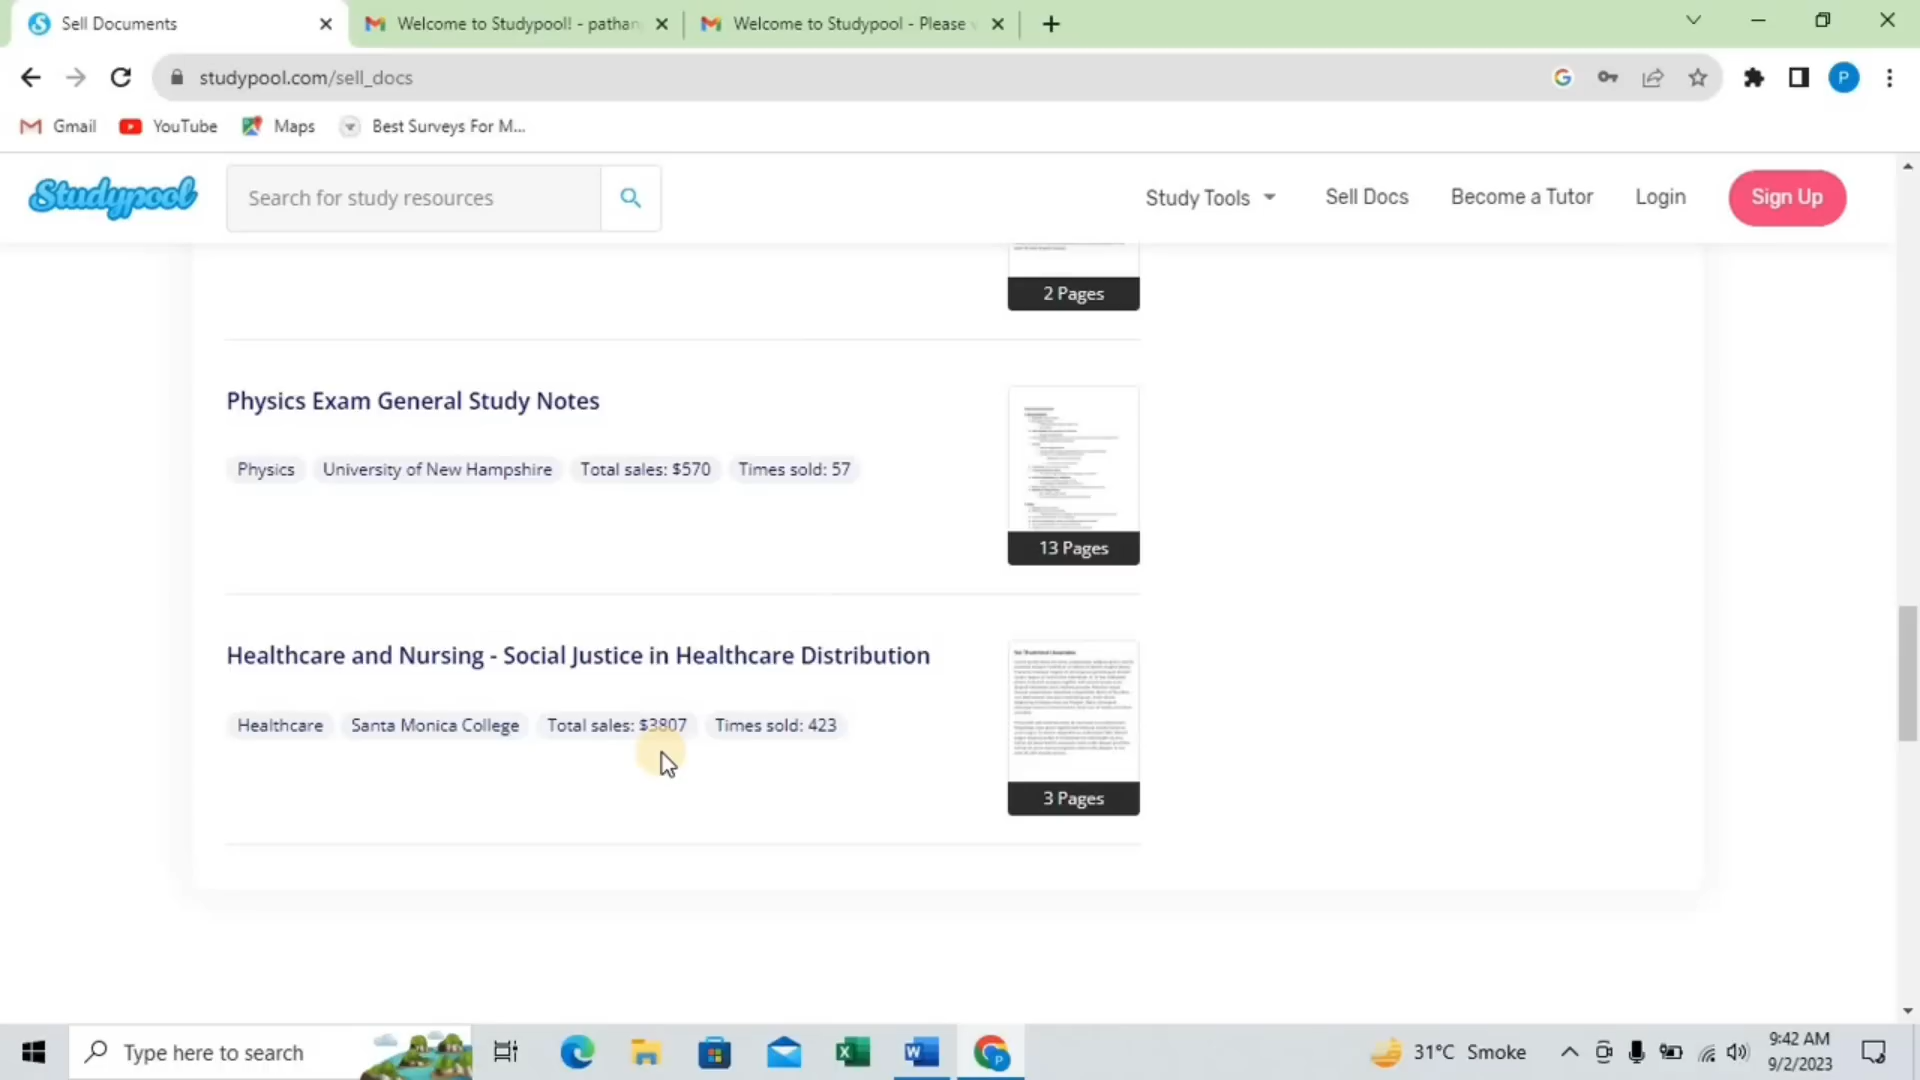 Sell Documents
Welcome to Studypool! - pathan
Welcome to Studypool - Please
studypool.com/sell_docs
P
Gmail
YouTube
Maps
Best Surveys For M...
Studypool
Search for study resources
Study Tools
Sell Docs
Become a Tutor
Login
Sign Up
2 Pages
Physics Exam General Study Notes
Physics
University of New Hampshire
Total sales: $570
Times sold: 57
13 Pages
Healthcare and Nursing - Social Justice in Healthcare Distribution
Healthcare
Santa Monica College
Total sales: $3807
Times sold: 423
3 Pages
Type here to search
31°C Smoke
9:42 AM
9/2/2023